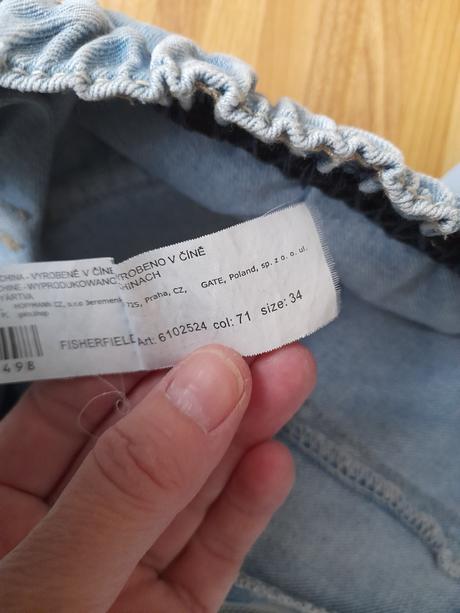 CHINA - VYROBENÉ V ČÍNE
YROBENO V ČÍNĚ
CHINE - WYPRODUKOWANO
HINACH
725, Praha, CZ, GATE, Poland, sp. z o. o. ul.
HOFFMANN CZ, s.r.o Jeremenk
FISHERFIELD
Art: 6102524 col: 71 size: 34
498